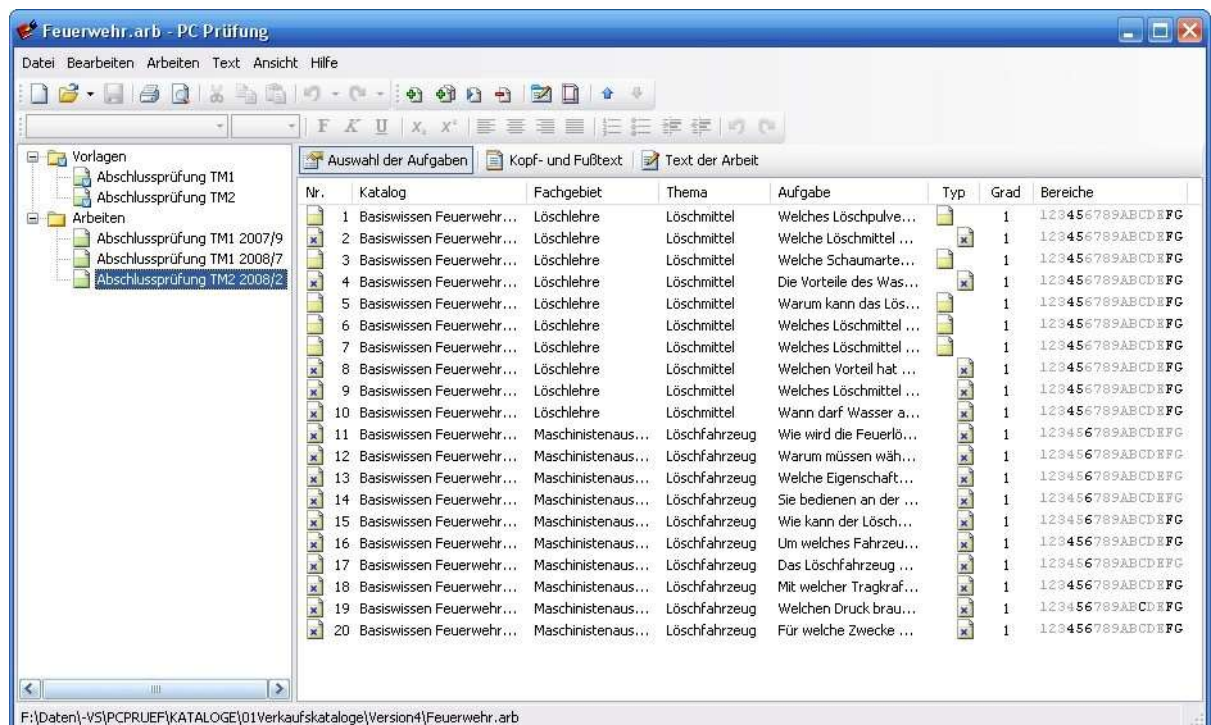 Feuerwehr.arb - PC Prüfung
Datei Bearbeiten Arbeiten Text Ansicht Hilfe
F K U X₂ X²
Vorlagen
Abschlussprüfung TM1
Abschlussprüfung TM2
Arbeiten
Abschlussprüfung TM1 2007/9
Abschlussprüfung TM1 2008/7
Abschlussprüfung TM2 2008/2
Auswahl der Aufgaben Kopf- und Fußtext Text der Arbeit
Nr. Katalog Fachgebiet Thema Aufgabe Typ Grad Bereiche
1 Basiswissen Feuerwehr... Löschlehre Löschmittel Welches Löschpulve... 1 123456789ABCDEFG
2 Basiswissen Feuerwehr... Löschlehre Löschmittel Welche Löschmittel ... 1 123456789ABCDEFG
3 Basiswissen Feuerwehr... Löschlehre Löschmittel Welche Schaumarte... 1 123456789ABCDEFG
4 Basiswissen Feuerwehr... Löschlehre Löschmittel Die Vorteile des Was... 1 123456789ABCDEFG
5 Basiswissen Feuerwehr... Löschlehre Löschmittel Warum kann das Lös... 1 123456789ABCDEFG
6 Basiswissen Feuerwehr... Löschlehre Löschmittel Welches Löschmittel ... 1 123456789ABCDEFG
7 Basiswissen Feuerwehr... Löschlehre Löschmittel Welches Löschmittel ... 1 123456789ABCDEFG
8 Basiswissen Feuerwehr... Löschlehre Löschmittel Welchen Vorteil hat ... 1 123456789ABCDEFG
9 Basiswissen Feuerwehr... Löschlehre Löschmittel Welches Löschmittel ... 1 123456789ABCDEFG
10 Basiswissen Feuerwehr... Löschlehre Löschmittel Wann darf Wasser a... 1 123456789ABCDEFG
11 Basiswissen Feuerwehr... Maschinistenaus... Löschfahrzeug Wie wird die Feuerlö... 1 123456789ABCDEFG
12 Basiswissen Feuerwehr... Maschinistenaus... Löschfahrzeug Warum müssen wäh... 1 123456789ABCDEFG
13 Basiswissen Feuerwehr... Maschinistenaus... Löschfahrzeug Welche Eigenschaft... 1 123456789ABCDEFG
14 Basiswissen Feuerwehr... Maschinistenaus... Löschfahrzeug Sie bedienen an der ... 1 123456789ABCDEFG
15 Basiswissen Feuerwehr... Maschinistenaus... Löschfahrzeug Wie kann der Lösch... 1 123456789ABCDEFG
16 Basiswissen Feuerwehr... Maschinistenaus... Löschfahrzeug Um welches Fahrzeu... 1 123456789ABCDEFG
17 Basiswissen Feuerwehr... Maschinistenaus... Löschfahrzeug Das Löschfahrzeug ... 1 123456789ABCDEFG
18 Basiswissen Feuerwehr... Maschinistenaus... Löschfahrzeug Mit welcher Tragkraf... 1 123456789ABCDEFG
19 Basiswissen Feuerwehr... Maschinistenaus... Löschfahrzeug Welchen Druck brau... 1 123456789ABCDEFG
20 Basiswissen Feuerwehr... Maschinistenaus... Löschfahrzeug Für welche Zwecke ... 1 123456789ABCDEFG
F:\Daten\-VS\PCPRUEF\KATALOGE\01Verkaufskataloge\Version4\Feuerwehr.arb